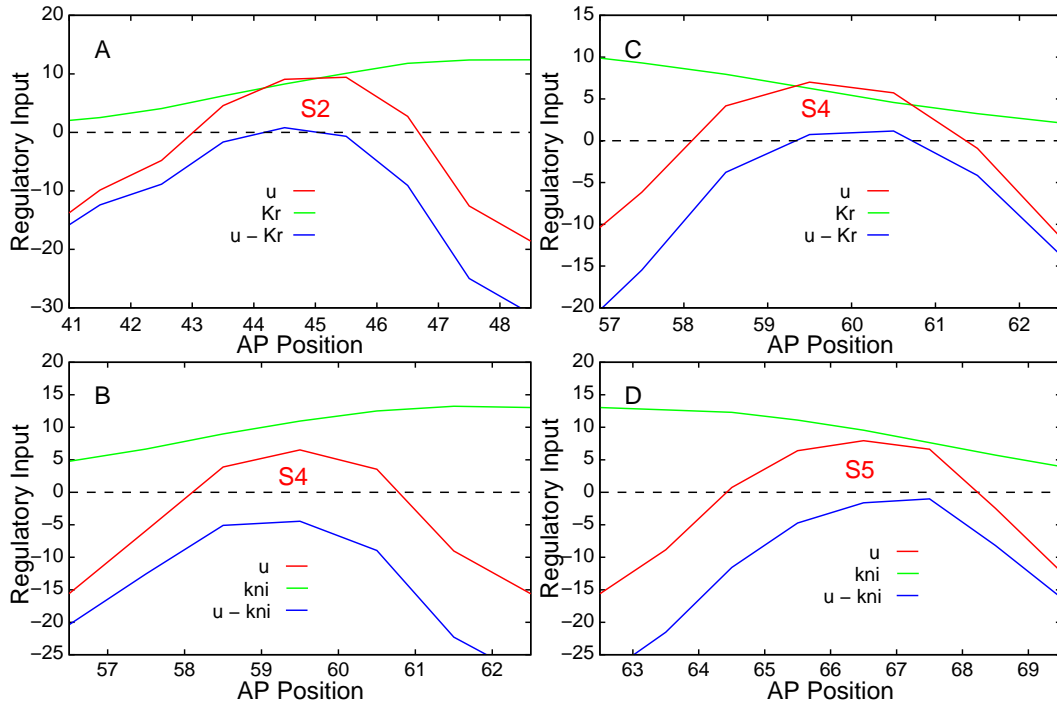 A
Regulatory Input
20
10
0
−10
−20
−30
S2
u
Kr
u − Kr
41 42 43 44 45 46 47 48
AP Position
C
Regulatory Input
15
10
5
0
−5
−10
−15
−20
S4
u
Kr
u − Kr
57 58 59 60 61 62
AP Position
B
Regulatory Input
20
15
10
5
0
−5
−10
−15
−20
−25
S4
u
kni
u − kni
57 58 59 60 61 62
AP Position
D
Regulatory Input
20
15
10
5
0
−5
−10
−15
−20
−25
S5
u
kni
u − kni
63 64 65 66 67 68 69
AP Position